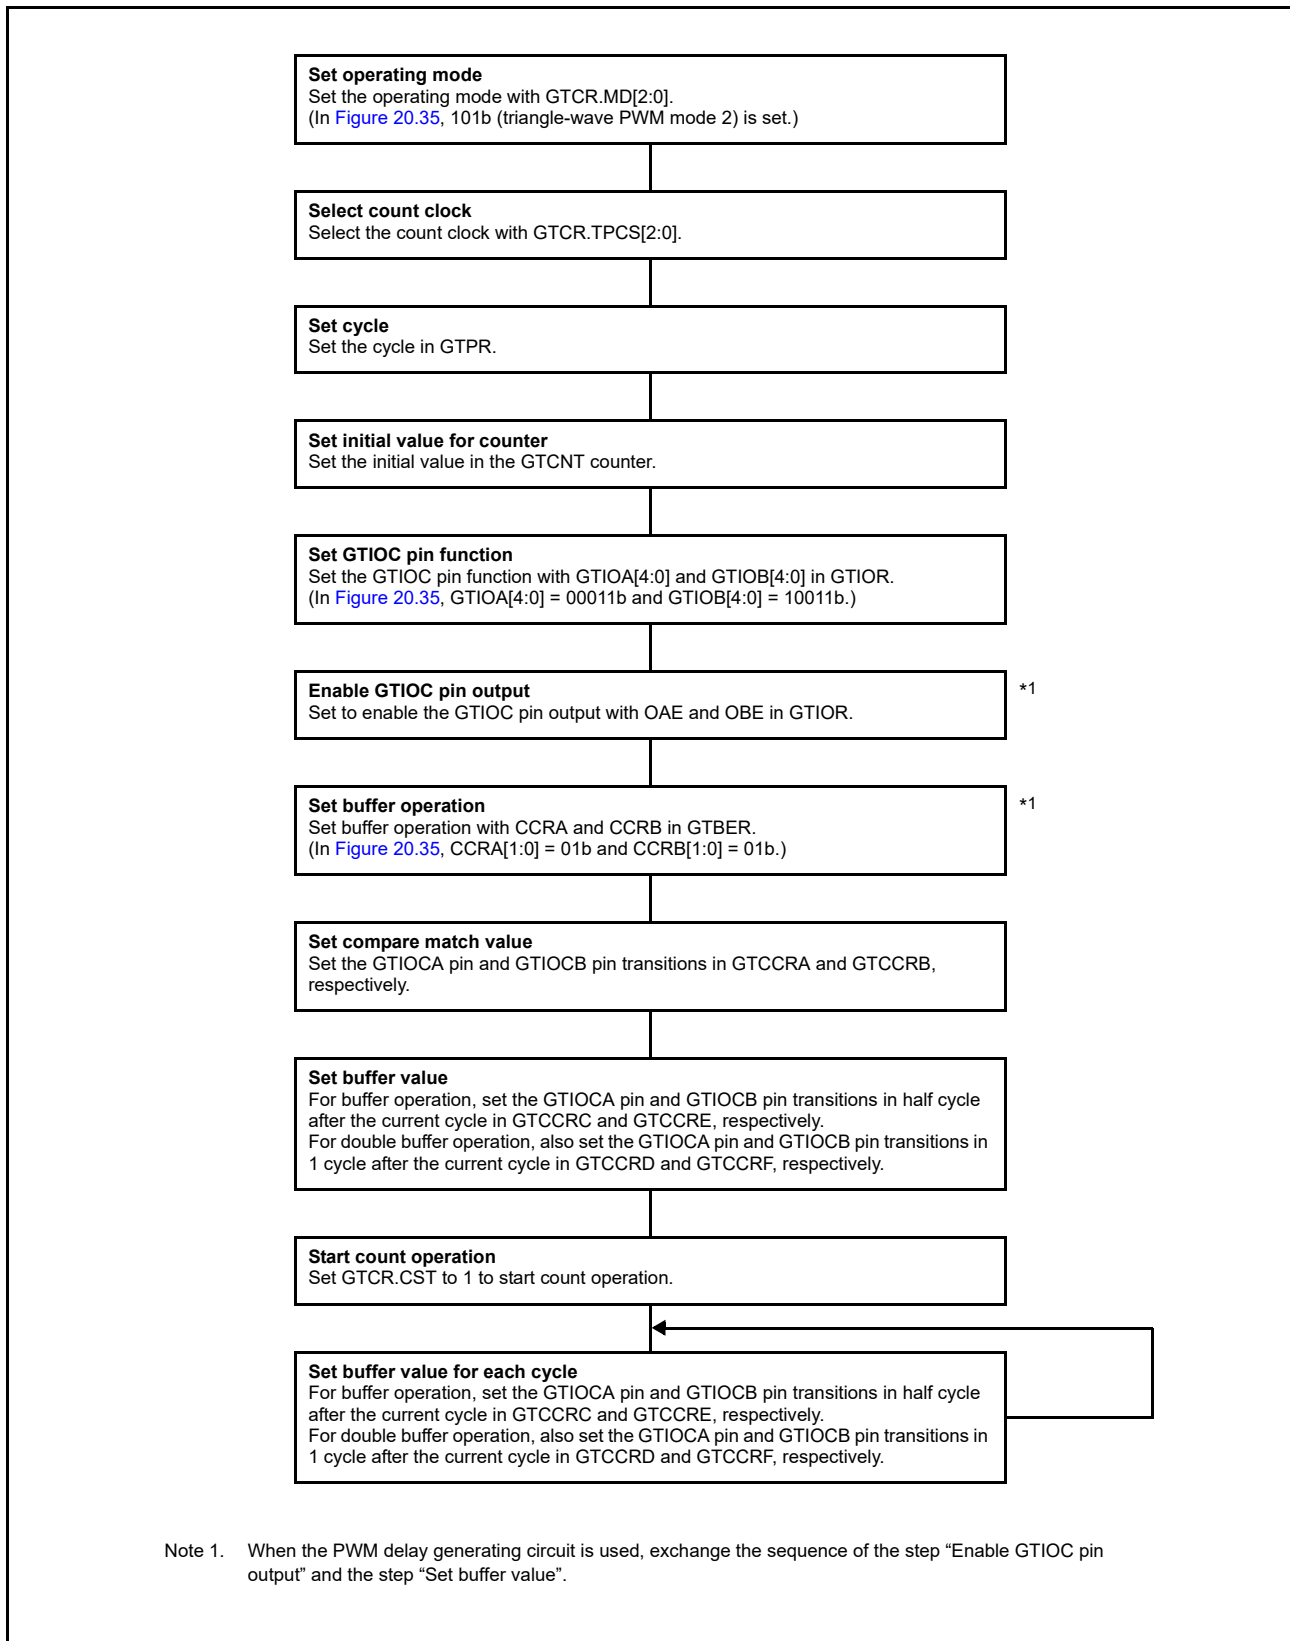 Set operating mode
Set the operating mode with GTCR.MD[2:0].
(In Figure 20.35, 101b (triangle-wave PWM mode 2) is set.)
Select count clock
Select the count clock with GTCR.TPCS[2:0].
Set cycle
Set the cycle in GTPR.
Set initial value for counter
Set the initial value in the GTCNT counter.
Set GTIOC pin function
Set the GTIOC pin function with GTIOA[4:0] and GTIOB[4:0] in GTIOR.
(In Figure 20.35, GTIOA[4:0] = 00011b and GTIOB[4:0] = 10011b.)
Enable GTIOC pin output
*1
Set to enable the GTIOC pin output with OAE and OBE in GTIOR.
Set buffer operation
*1
Set buffer operation with CCRA and CCRB in GTBER.
(In Figure 20.35, CCRA[1:0] = 01b and CCRB[1:0] = 01b.)
Set compare match value
Set the GTIOCA pin and GTIOCB pin transitions in GTCCRA and GTCCRB,
respectively.
Set buffer value
For buffer operation, set the GTIOCA pin and GTIOCB pin transitions in half cycle
after the current cycle in GTCCRC and GTCCRE, respectively.
For double buffer operation, also set the GTIOCA pin and GTIOCB pin transitions in
1 cycle after the current cycle in GTCCRD and GTCCRF, respectively.
Start count operation
Set GTCR.CST to 1 to start count operation.
Set buffer value for each cycle
For buffer operation, set the GTIOCA pin and GTIOCB pin transitions in half cycle
after the current cycle in GTCCRC and GTCCRE, respectively.
For double buffer operation, also set the GTIOCA pin and GTIOCB pin transitions in
1 cycle after the current cycle in GTCCRD and GTCCRF, respectively.
Note 1. When the PWM delay generating circuit is used, exchange the sequence of the step “Enable GTIOC pin
output” and the step “Set buffer value”.